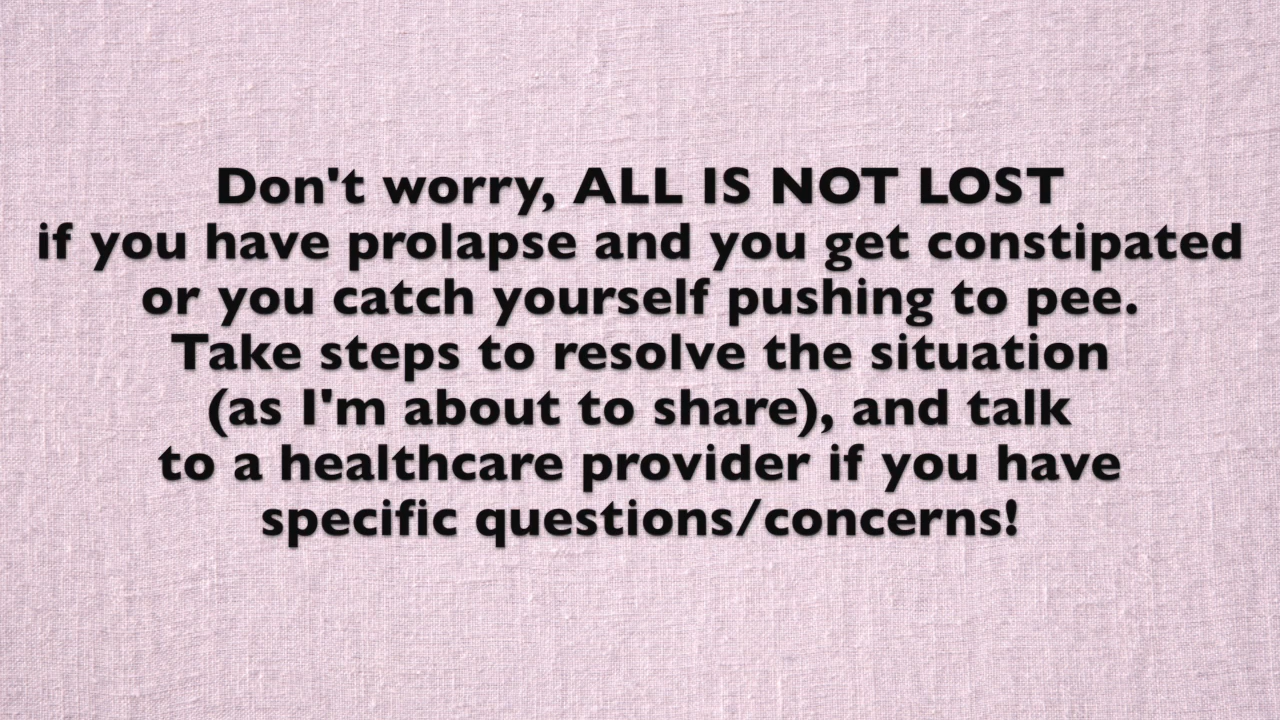 Don't worry, ALL IS NOT LOST
if you have prolapse and you get constipated
or you catch yourself pushing to pee.
Take steps to resolve the situation
(as I'm about to share), and talk
to a healthcare provider if you have
specific questions/concerns!